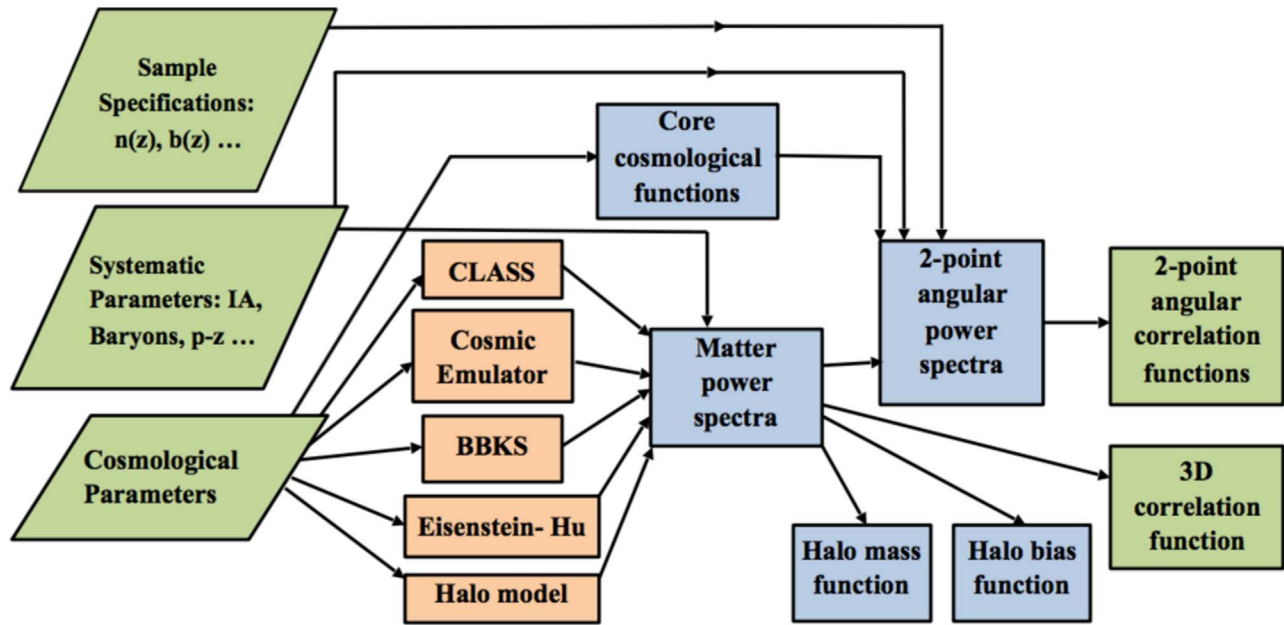 Sample
Specifications:
n(z), b(z) ...
Systematic
Parameters: IA,
Baryons, p-z ...
Cosmological
Parameters
CLASS
Cosmic
Emulator
BBKS
Eisenstein- Hu
Halo model
Core
cosmological
functions
Matter
power
spectra
2-point
angular
power
spectra
Halo mass
function
Halo bias
function
2-point
angular
correlation
functions
3D
correlation
function